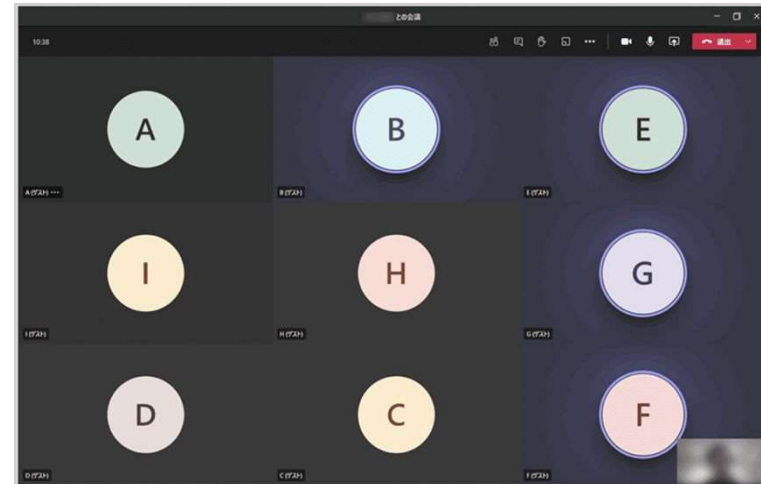 との会議
10:38
退出
A
B
E
A (ゲスト) •••
B (ゲスト)
E (ゲスト)
I
H
G
I (ゲスト)
H (ゲスト)
G (ゲスト)
D
C
F
D (ゲスト)
C (ゲスト)
F (ゲスト)